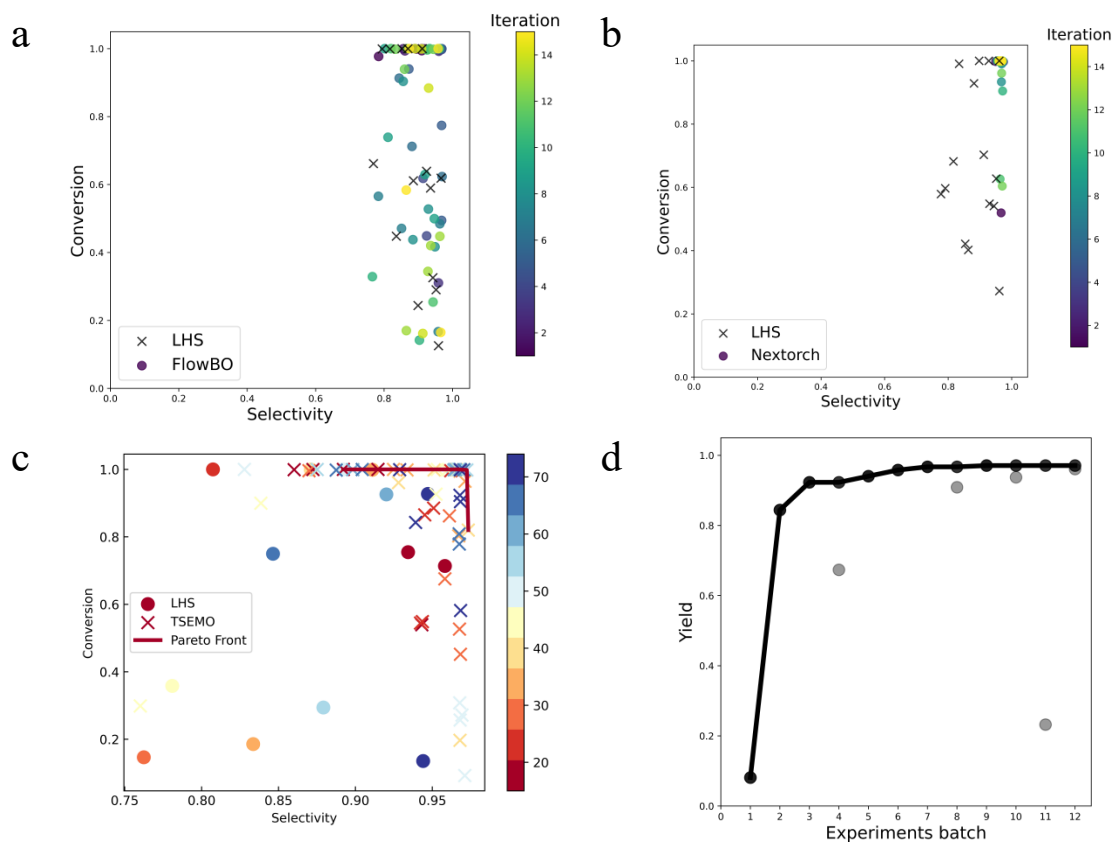 a
Iteration
1.0
0.8
0.6
0.4
0.2
0.0
Conversion
0.0 0.2 0.4 0.6 0.8 1.0
Selectivity
LHS
FlowBO
14
12
10
8
6
4
2
b
Iteration
1.0
0.8
0.6
0.4
0.2
0.0
Conversion
0.0 0.2 0.4 0.6 0.8 1.0
Selectivity
LHS
Nextorch
14
12
10
8
6
4
2
c
1.0
0.8
0.6
0.4
0.2
0.0
Conversion
0.75 0.80 0.85 0.90 0.95
Selectivity
LHS
TSEMO
Pareto Front
70
60
50
40
30
20
d
1.0
0.8
0.6
0.4
0.2
0.0
Yield
0 1 2 3 4 5 6 7 8 9 10 11 12
Experiments batch